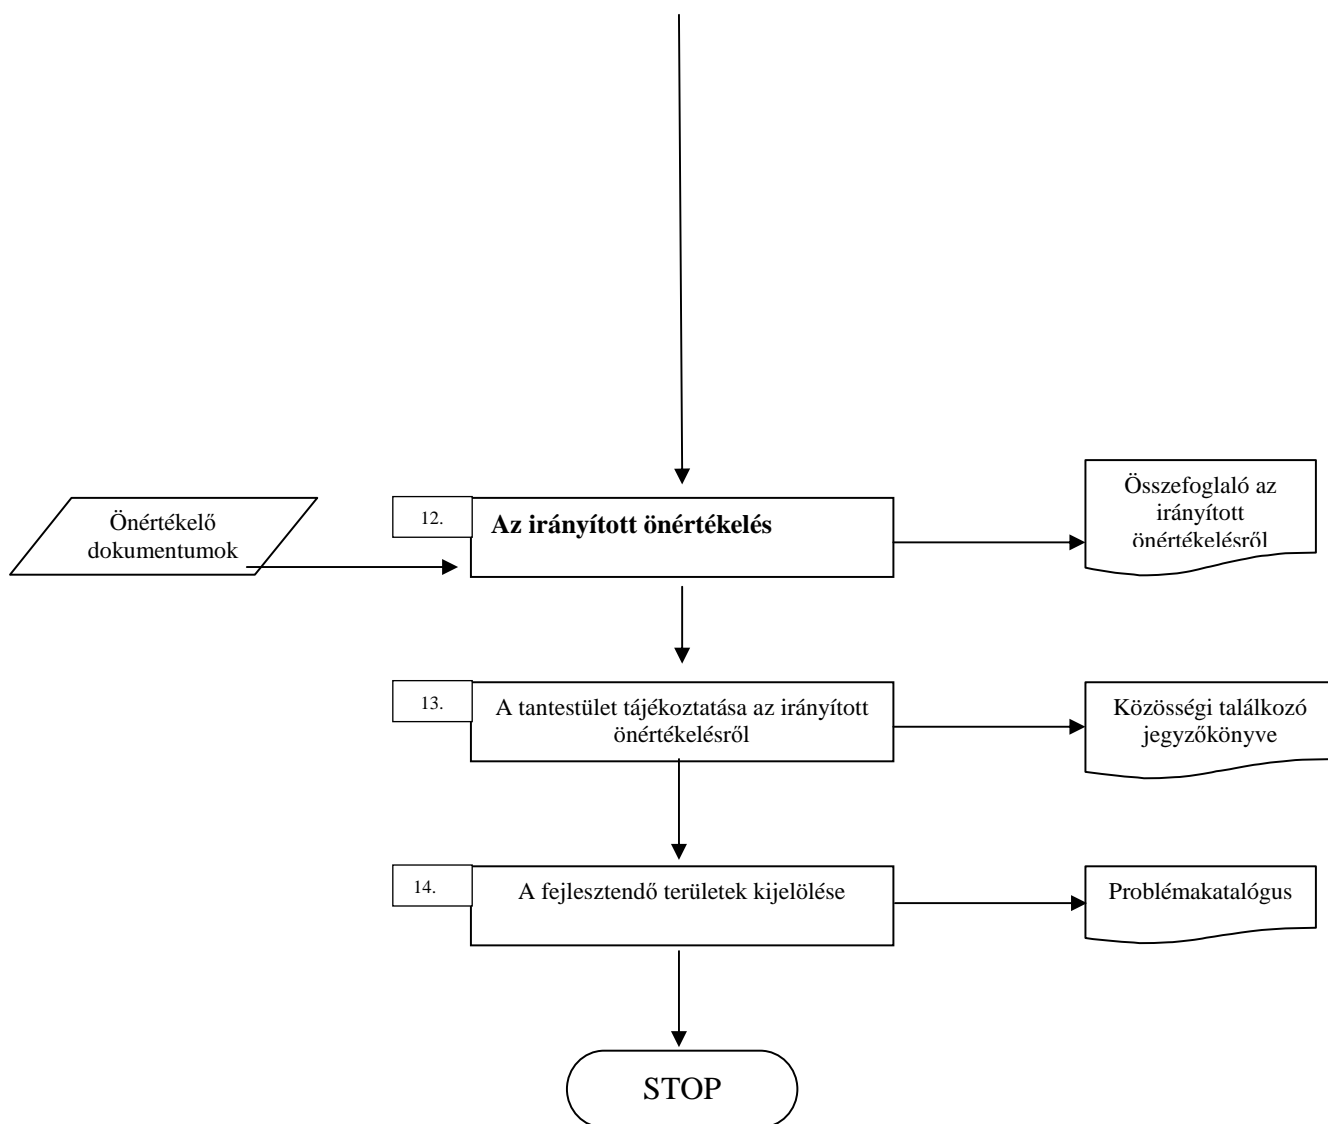 Önértékelő
dokumentumok
12.
Az irányított önértékelés
Összefoglaló az
irányított
önértékelésről
13.
A tantestület tájékoztatása az irányított
önértékelésről
Közösségi találkozó
jegyzőkönyve
14.
A fejlesztendő területek kijelölése
Problémakatalógus
STOP